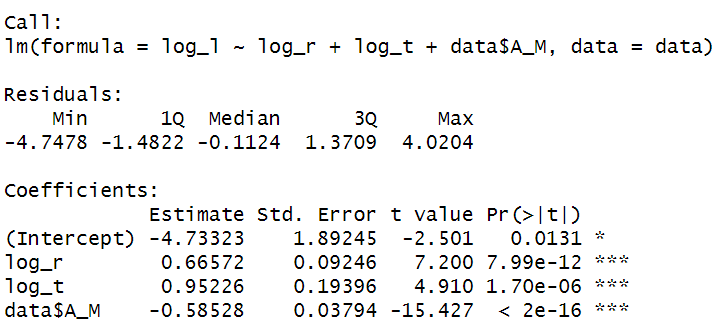 Call:
lm(formula = log_l ~ log_r + log_t + data$A_M, data = data)
Residuals:
Min 1Q Median 3Q Max
-4.7478 -1.4822 -0.1124 1.3709 4.0204
Coefficients:
Estimate Std. Error t value Pr(>|t|)
(Intercept) -4.73323 1.89245 -2.501 0.0131 *
log_r 0.66572 0.09246 7.200 7.99e-12 ***
log_t 0.95226 0.19396 4.910 1.70e-06 ***
data$A_M -0.58528 0.03794 -15.427 < 2e-16 ***